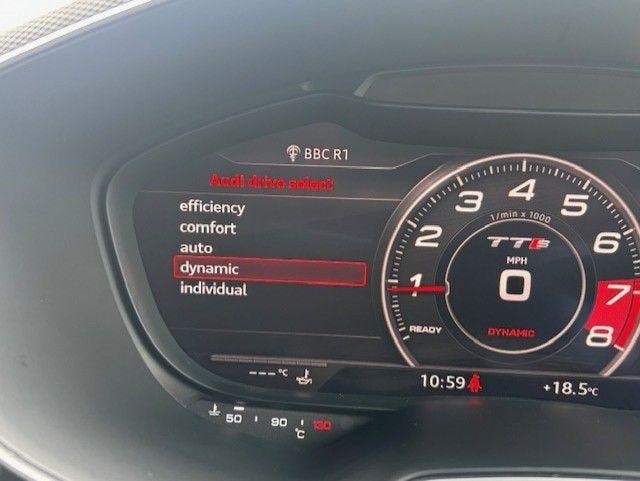 BBC R1
Audi drive select
efficiency
comfort
auto
dynamic
individual
1
2
3
4
5
6
7
8
1/min x 1000
TTS
MPH
0
READY
DYNAMIC
---°C
10:59
+18.5°C
50
90
130
°C